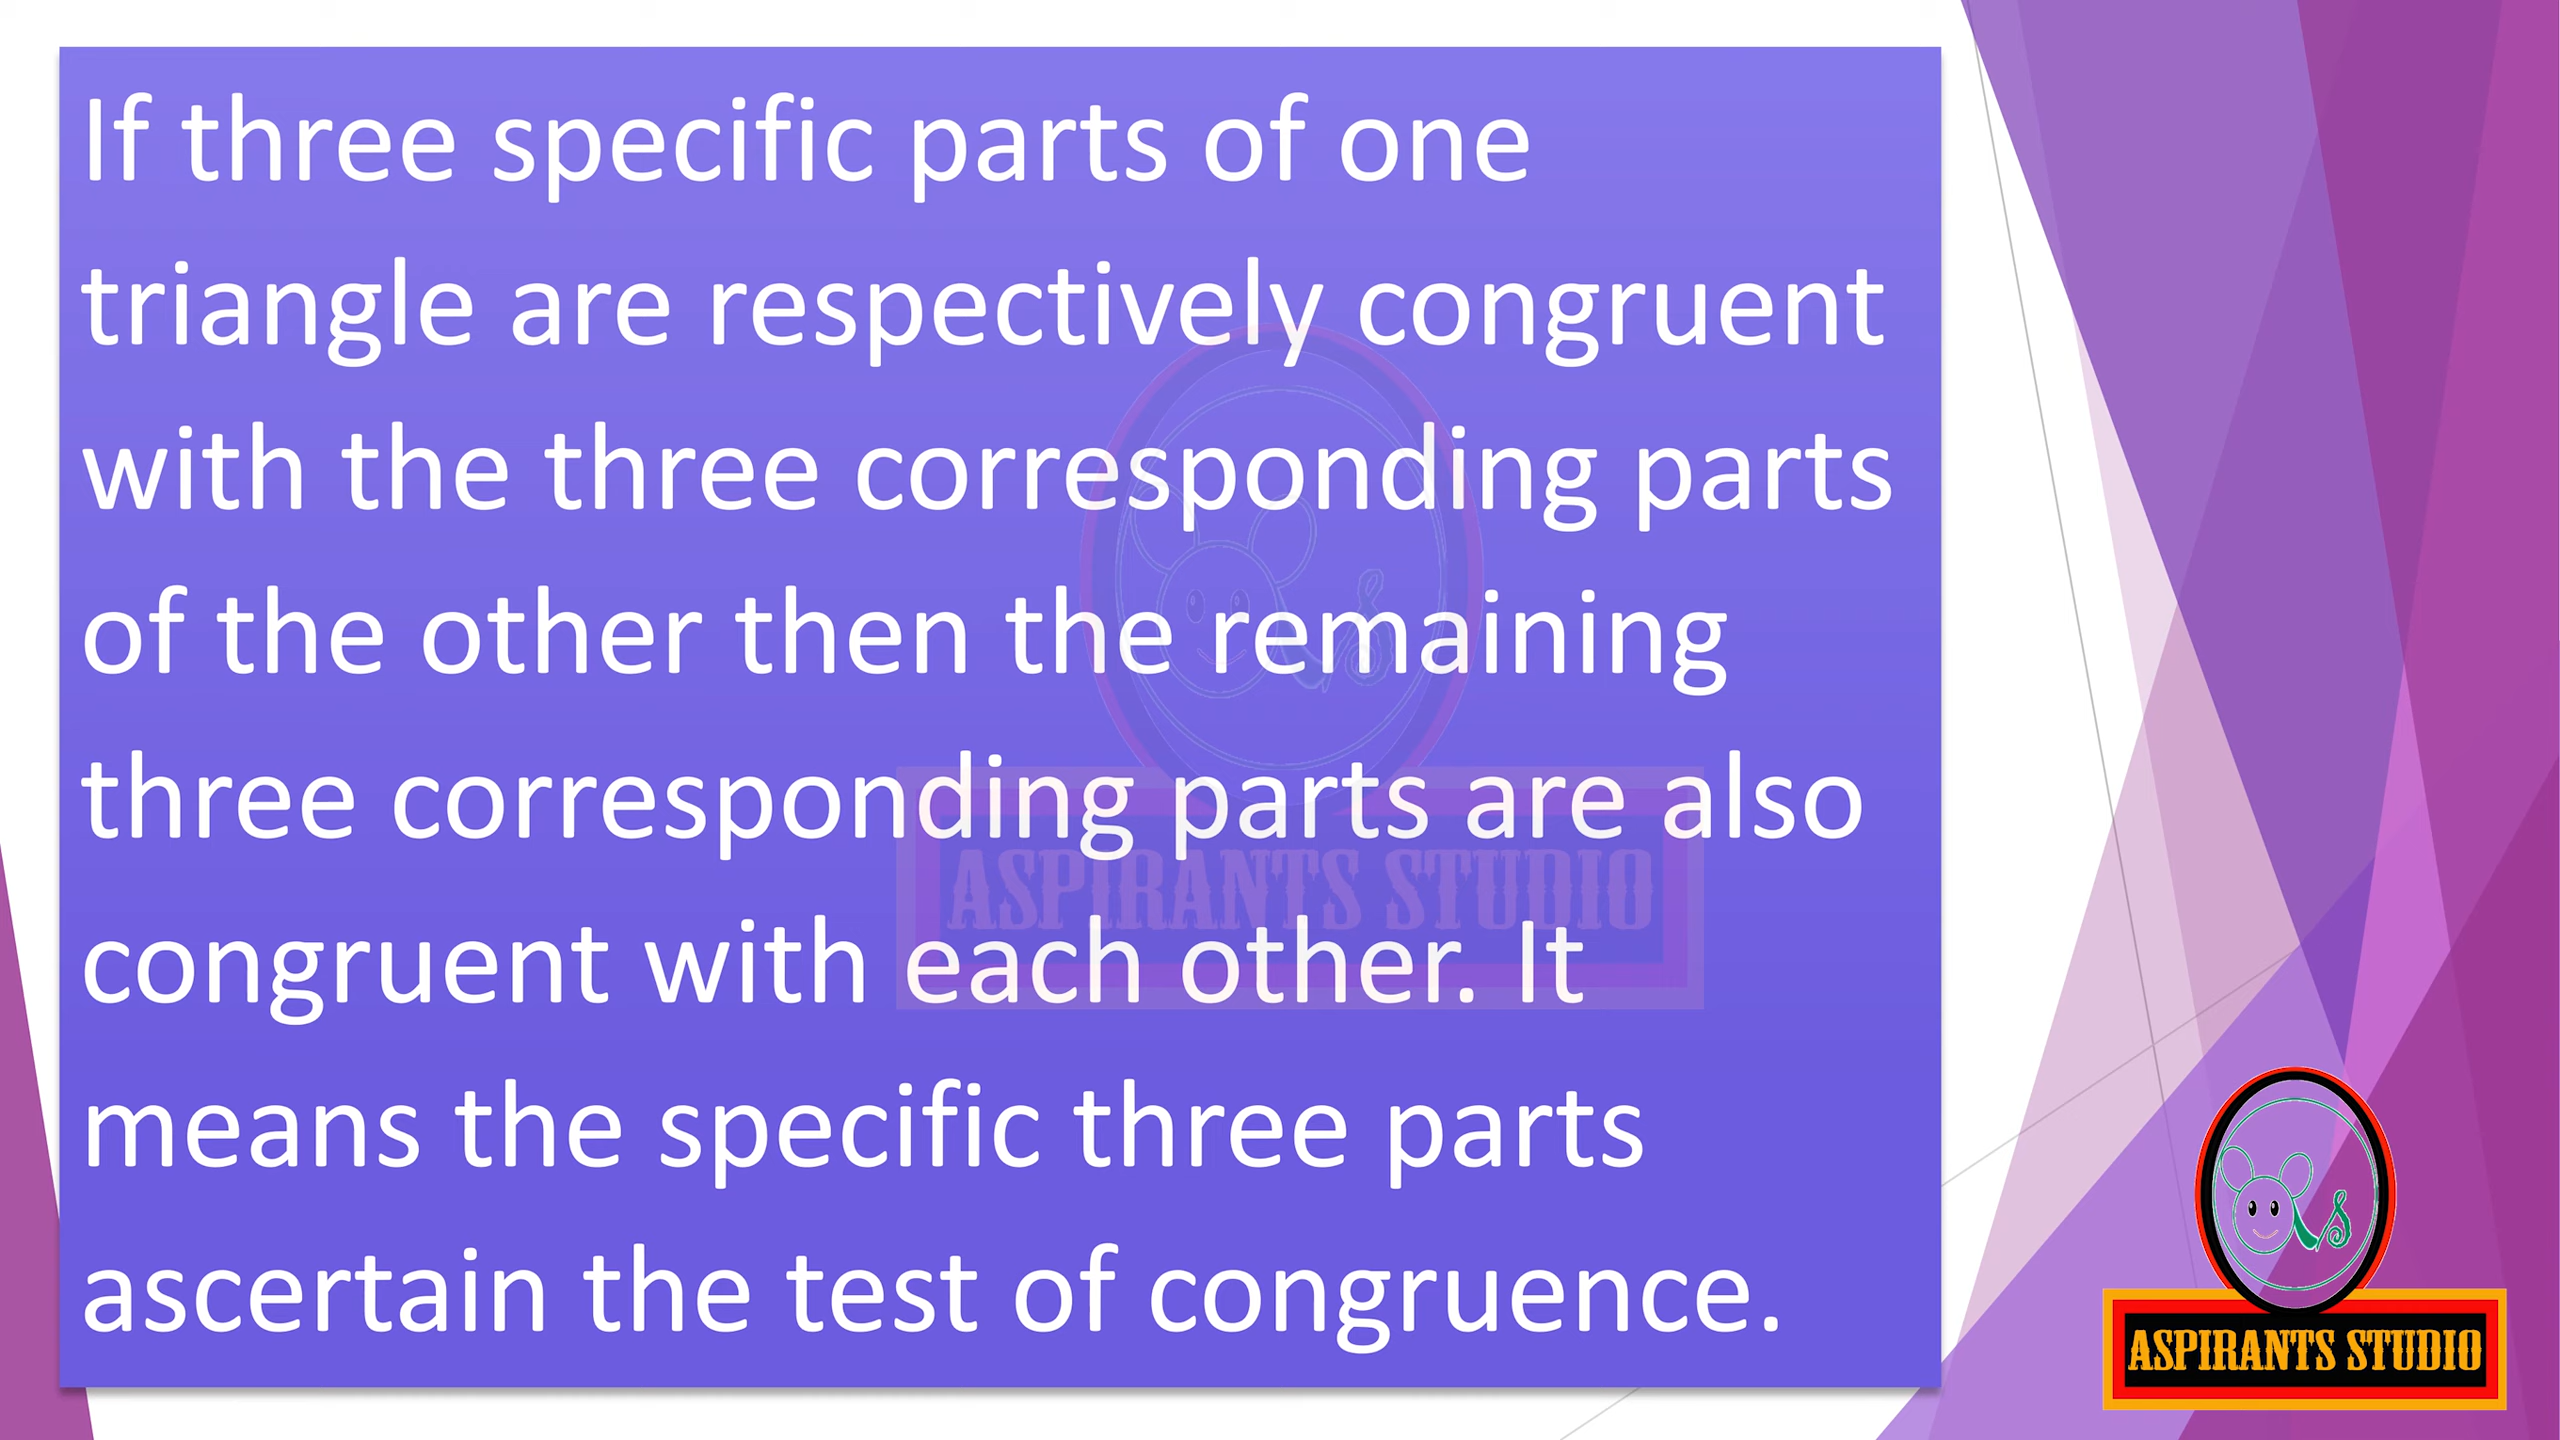 If three specific parts of one
triangle are respectively congruent
with the three corresponding parts
of the other then the remaining
three corresponding parts are also
congruent with each other. It
means the specific three parts
ascertain the test of congruence.
ASPIRANTS STUDIO
ASPIRANTS STUDIO